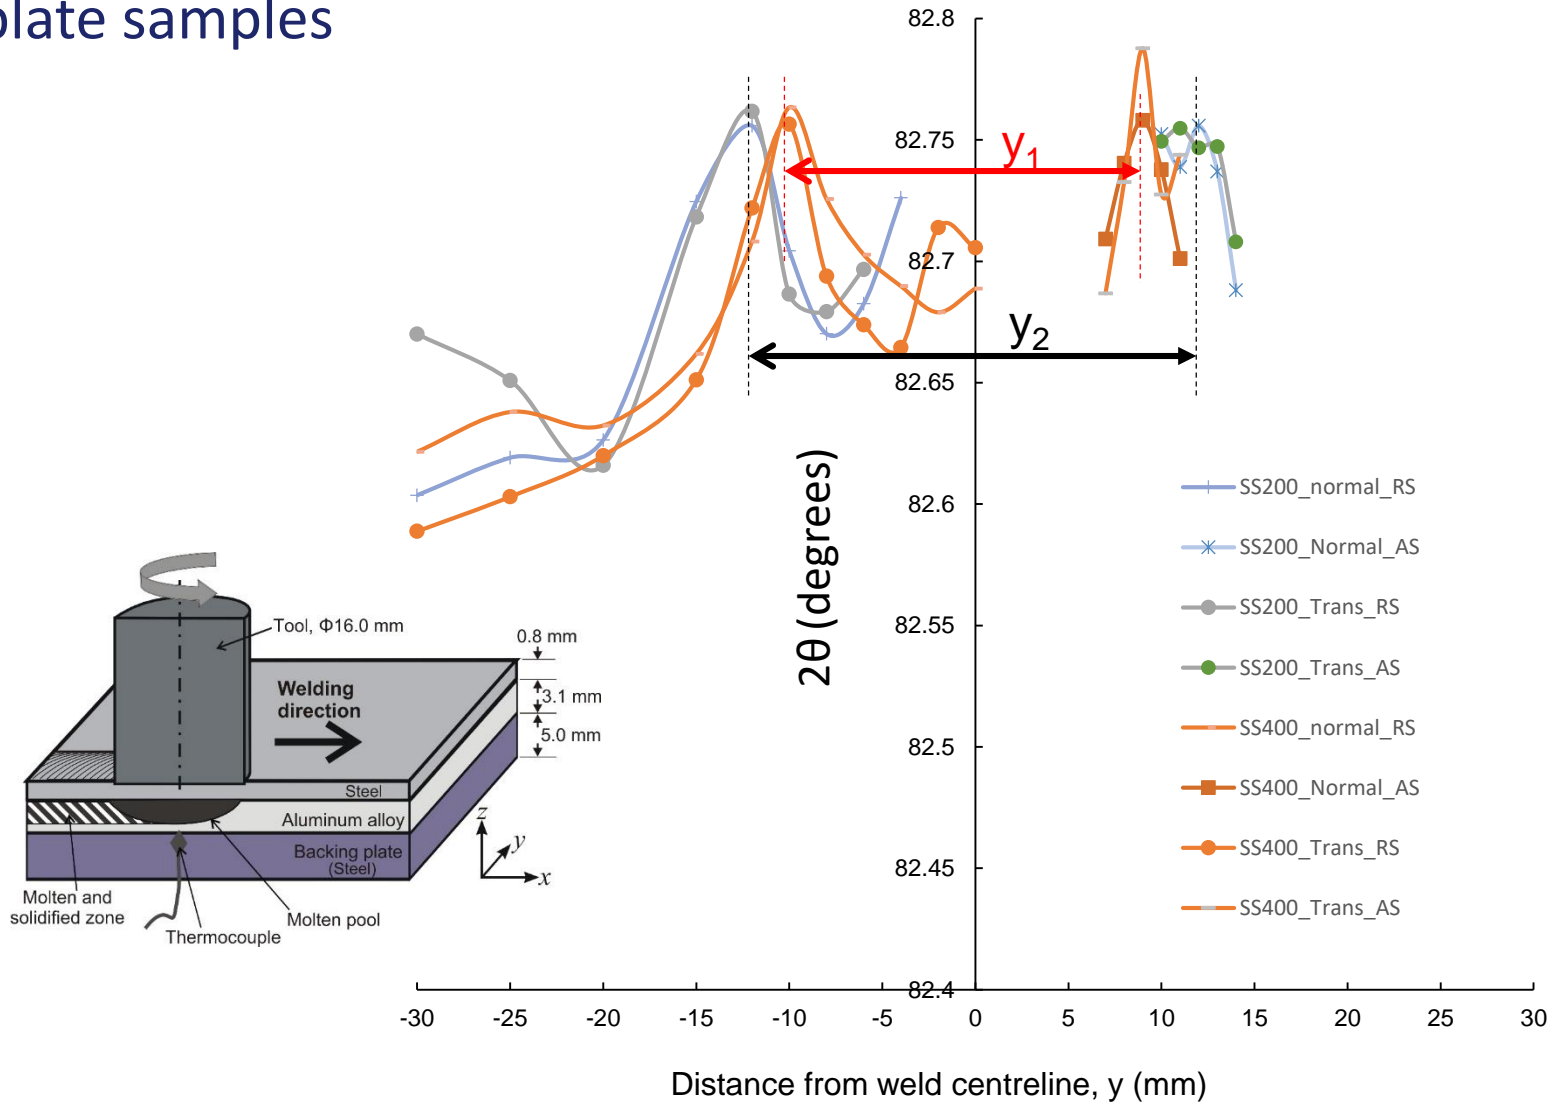 plate samples
82.8
82.75
82.7
82.65
82.6
82.55
82.5
82.45
82.4
y1
y2
2θ (degrees)
SS200_normal_RS
SS200_Normal_AS
SS200_Trans_RS
SS200_Trans_AS
SS400_normal_RS
SS400_Normal_AS
SS400_Trans_RS
SS400_Trans_AS
-30 -25 -20 -15 -10 -5 0 5 10 15 20 25 30
Distance from weld centreline, y (mm)
Tool, Φ16.0 mm
0.8 mm
3.1 mm
5.0 mm
Welding
direction
Steel
Aluminum alloy
Backing plate
(Steel)
z
y
x
Molten and
solidified zone
Molten pool
Thermocouple